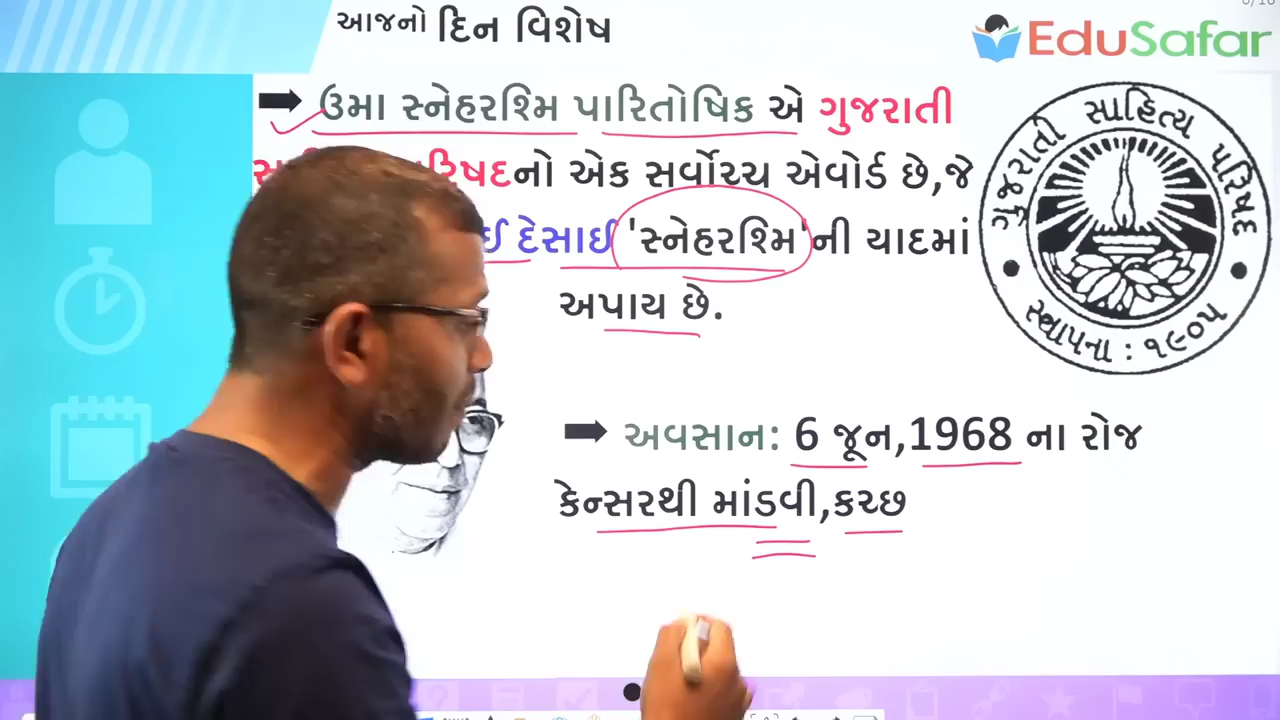 આજનો દિન વિશેષ
EduSafar
➡ ઉમા સ્નેહરશ્મિ પારિતોષિક એ ગુજરાતી
નો એક સર્વોચ્ચ એવોર્ડ છે,જે
દેસાઈ 'સ્નેહરશ્મિ'ની યાદમાં
અપાય છે.
ગુજરાતી સાહિત્ય પરિષદ
સ્થાપના : ૧૯૦૫
➡ અવસાન: 6 જૂન,1968 ના રોજ
કેન્સરથી માંડવી,કચ્છ